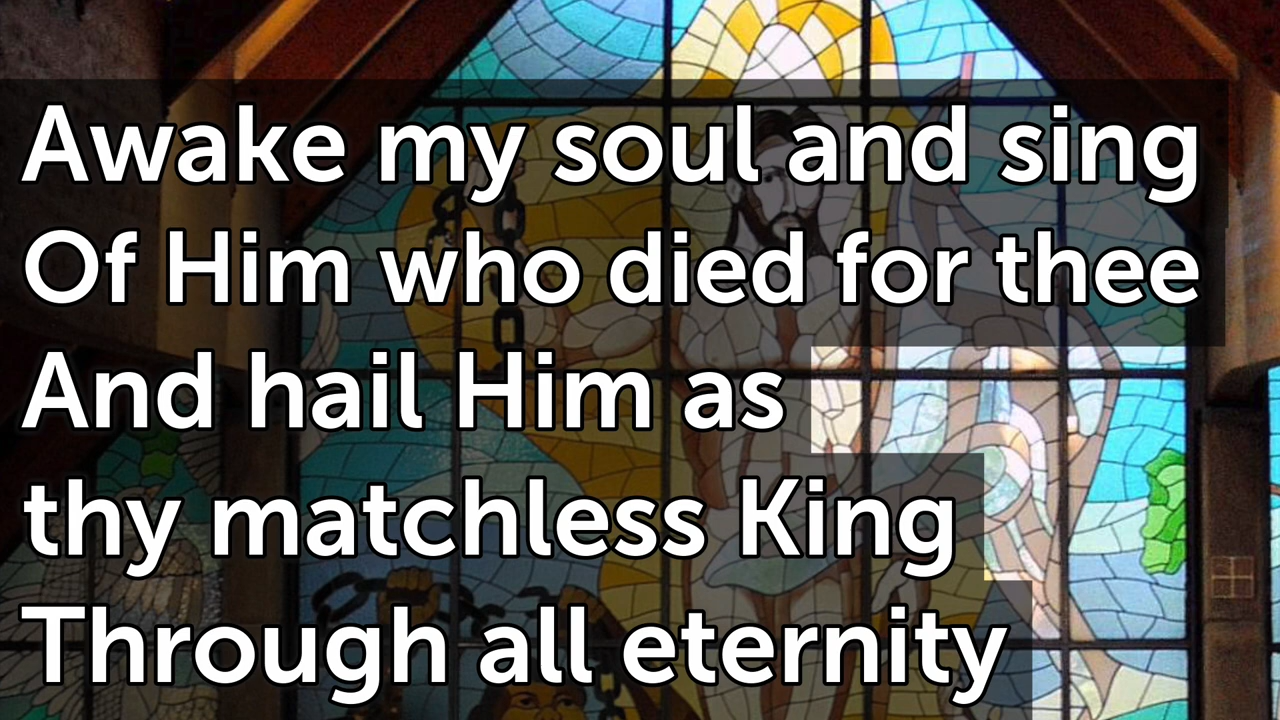 Awake my soul and sing
Of Him who died for thee
And hail Him as
thy matchless King
Through all eternity